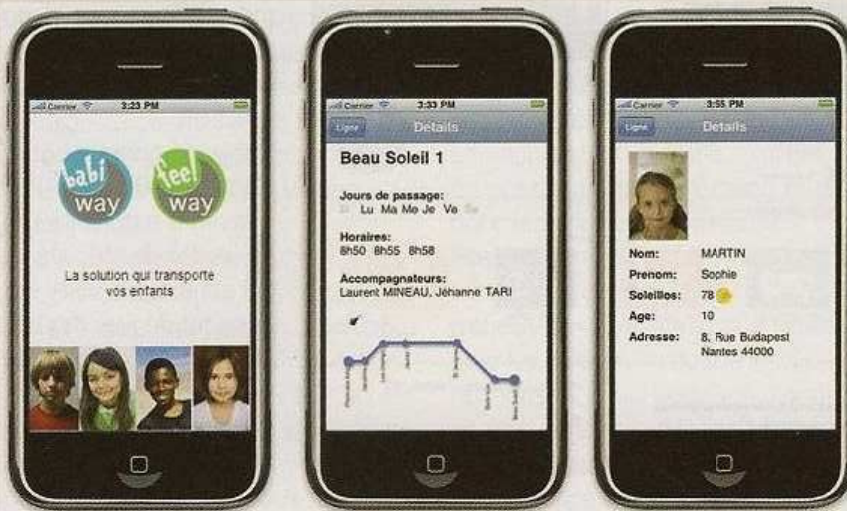 Carrier 3:23 PM
babi
way
feel
way
La solution qui transporte
vos enfants
Carrier 3:33 PM
Ligne Détails
Beau Soleil 1
Jours de passage:
Lu Ma Me Je Ve
Horaires:
8h50 8h55 8h58
Accompagnateurs:
Laurent MINEAU, Jéhanne TARI
Beau Soleil
Carrier 3:55 PM
Ligne Détails
Nom: MARTIN
Prenom: Sophie
Soleillos: 78
Age: 10
Adresse: 8, Rue Budapest
Nantes 44000